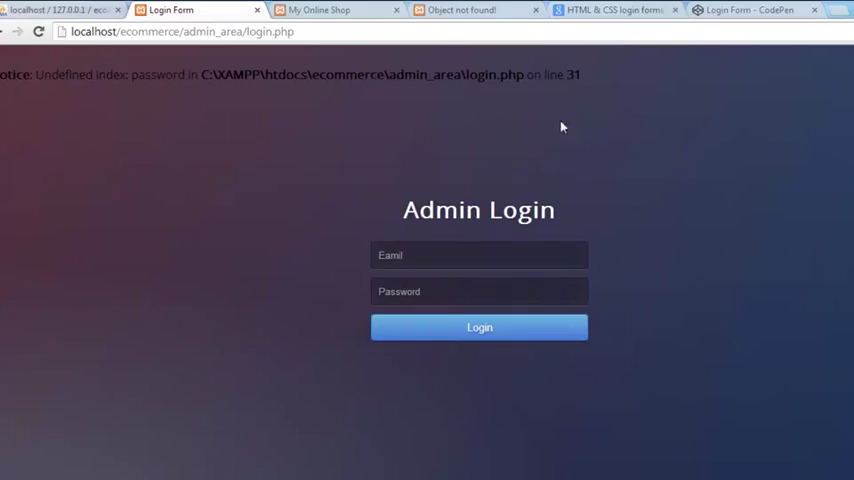 localhost / 127.0.0.1 / eco
Login Form
My Online Shop
Object not found!
HTML & CSS login forms
Login Form - CodePen
localhost/ecommerce/admin_area/login.php
otice: Undefined index: password in C:\XAMPP\htdocs\ecommerce\admin_area\login.php on line 31
Admin Login
Eamil
Password
Login